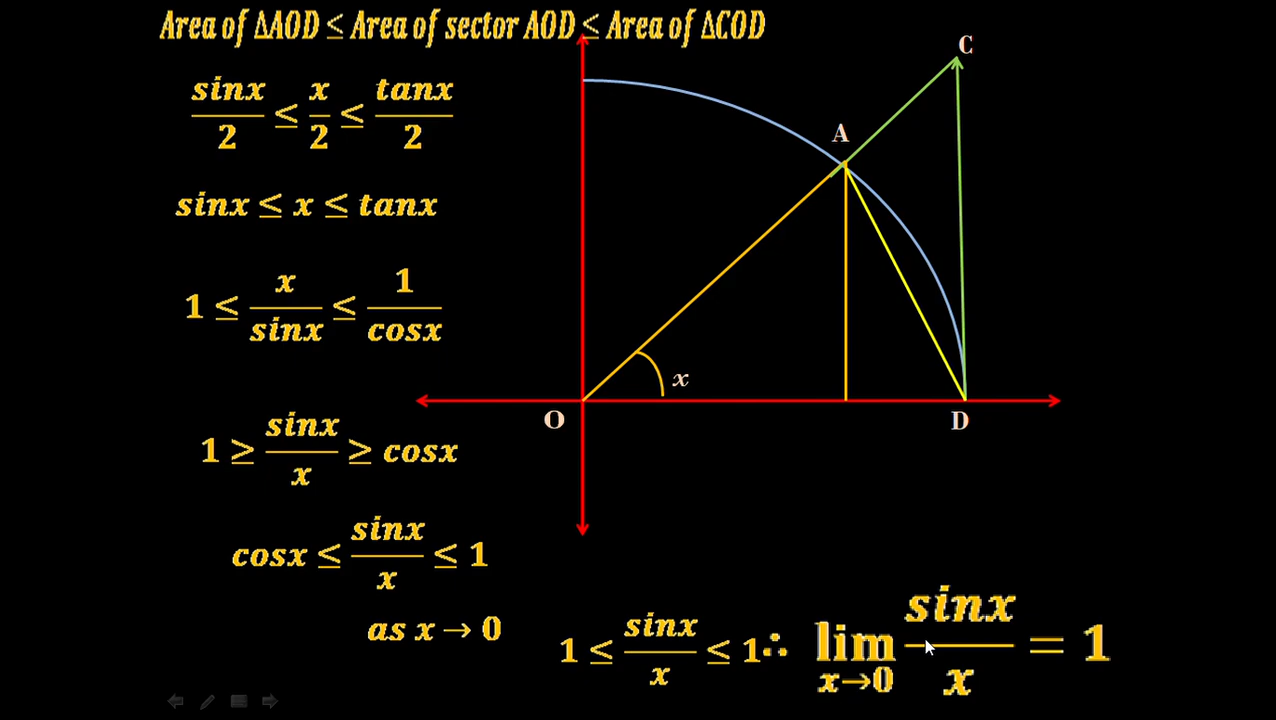 Area of ΔAOD ≤ Area of sector AOD ≤ Area of ΔCOD
sinx/2 ≤ x/2 ≤ tanx/2
sinx ≤ x ≤ tanx
1 ≤ x/sinx ≤ 1/cosx
1 ≥ sinx/x ≥ cosx
cosx ≤ sinx/x ≤ 1
as x → 0
1 ≤ sinx/x ≤ 1 ∴ lim x→0 sinx/x = 1
C
A
x
O
D